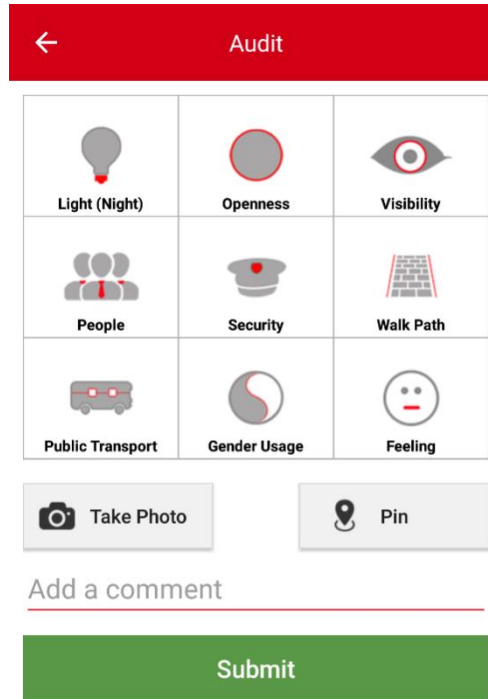 Audit
Light (Night) Openness Visibility
People Security Walk Path
Public Transport Gender Usage Feeling
Take Photo Pin
Add a comment
Submit